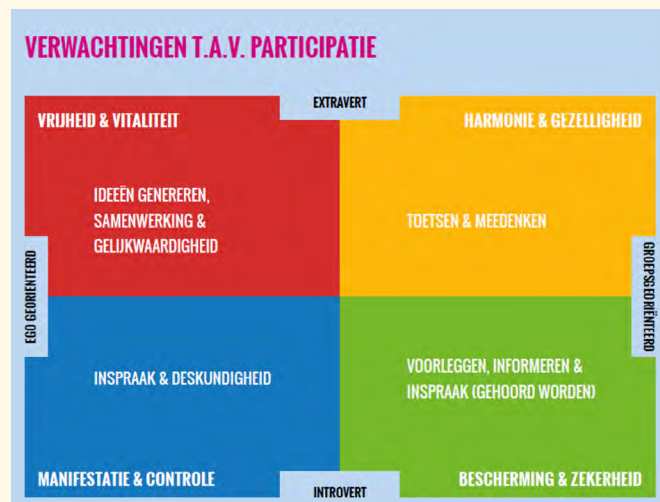 VERWACHTINGEN T.A.V. PARTICIPATIE
EXTRAVERT
VRIJHEID & VITALITEIT
HARMONIE & GEZELLIGHEID
IDEEËN GENEREREN,
SAMENWERKING &
GELIJKWAARDIGHEID
TOETSEN & MEEDENKEN
EGO GEORIENTEERD
GROEPSGEORIËNTEERD
INSPRAAK & DESKUNDIGHEID
VOORLEGGEN, INFORMEREN &
INSPRAAK (GEHOORD WORDEN)
MANIFESTATIE & CONTROLE
BESCHERMING & ZEKERHEID
INTROVERT